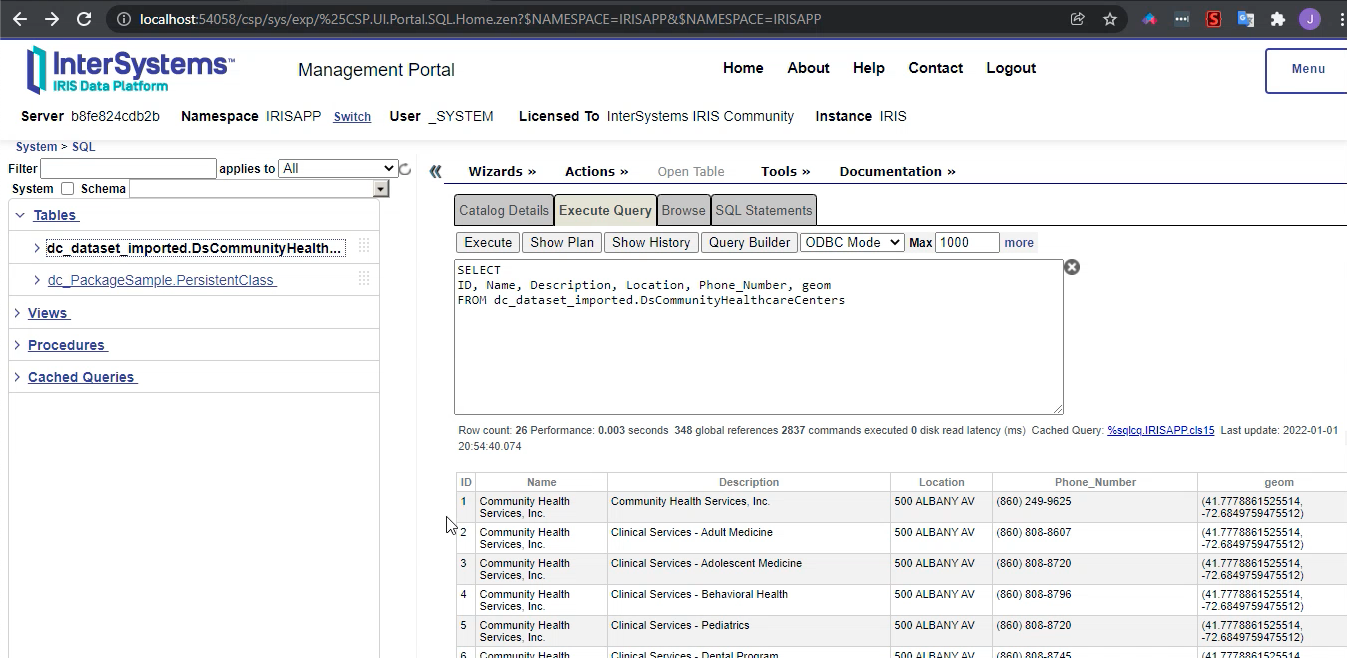 localhost:54058/csp/sys/exp/%25CSP.UI.Portal.SQL.Home.zen?$NAMESPACE=IRISAPP&$NAMESPACE=IRISAPP
S
J
InterSystems™
IRIS Data Platform
Management Portal
Home About Help Contact Logout
Menu
Server b8fe824cdb2b Namespace IRISAPP Switch User _SYSTEM Licensed To InterSystems IRIS Community Instance IRIS
System > SQL
Filter applies to All
System Schema
Tables
dc_dataset_imported.DsCommunityHealth...
dc_PackageSample.PersistentClass
Views
Procedures
Cached Queries
« Wizards » Actions » Open Table Tools » Documentation »
Catalog Details Execute Query Browse SQL Statements
Execute Show Plan Show History Query Builder ODBC Mode Max 1000 more
SELECT
ID, Name, Description, Location, Phone_Number, geom
FROM dc_dataset_imported.DsCommunityHealthcareCenters
Row count: 26 Performance: 0.003 seconds 348 global references 2837 commands executed 0 disk read latency (ms) Cached Query: %sqlcq.IRISAPP.cls15 Last update: 2022-01-01
20:54:40.074
ID Name Description Location Phone_Number geom
1 Community Health Services, Inc. Community Health Services, Inc. 500 ALBANY AV (860) 249-9625 (41.7778861525514, -72.6849759475512)
2 Community Health Services, Inc. Clinical Services - Adult Medicine 500 ALBANY AV (860) 808-8607 (41.7778861525514, -72.6849759475512)
3 Community Health Services, Inc. Clinical Services - Adolescent Medicine 500 ALBANY AV (860) 808-8720 (41.7778861525514, -72.6849759475512)
4 Community Health Services, Inc. Clinical Services - Behavioral Health 500 ALBANY AV (860) 808-8796 (41.7778861525514, -72.6849759475512)
5 Community Health Services, Inc. Clinical Services - Pediatrics 500 ALBANY AV (860) 808-8720 (41.7778861525514, -72.6849759475512)
6 Community Health Clinical Services - Dental Program 500 ALBANY AV (860) 808-8745 (41.7778861525514,